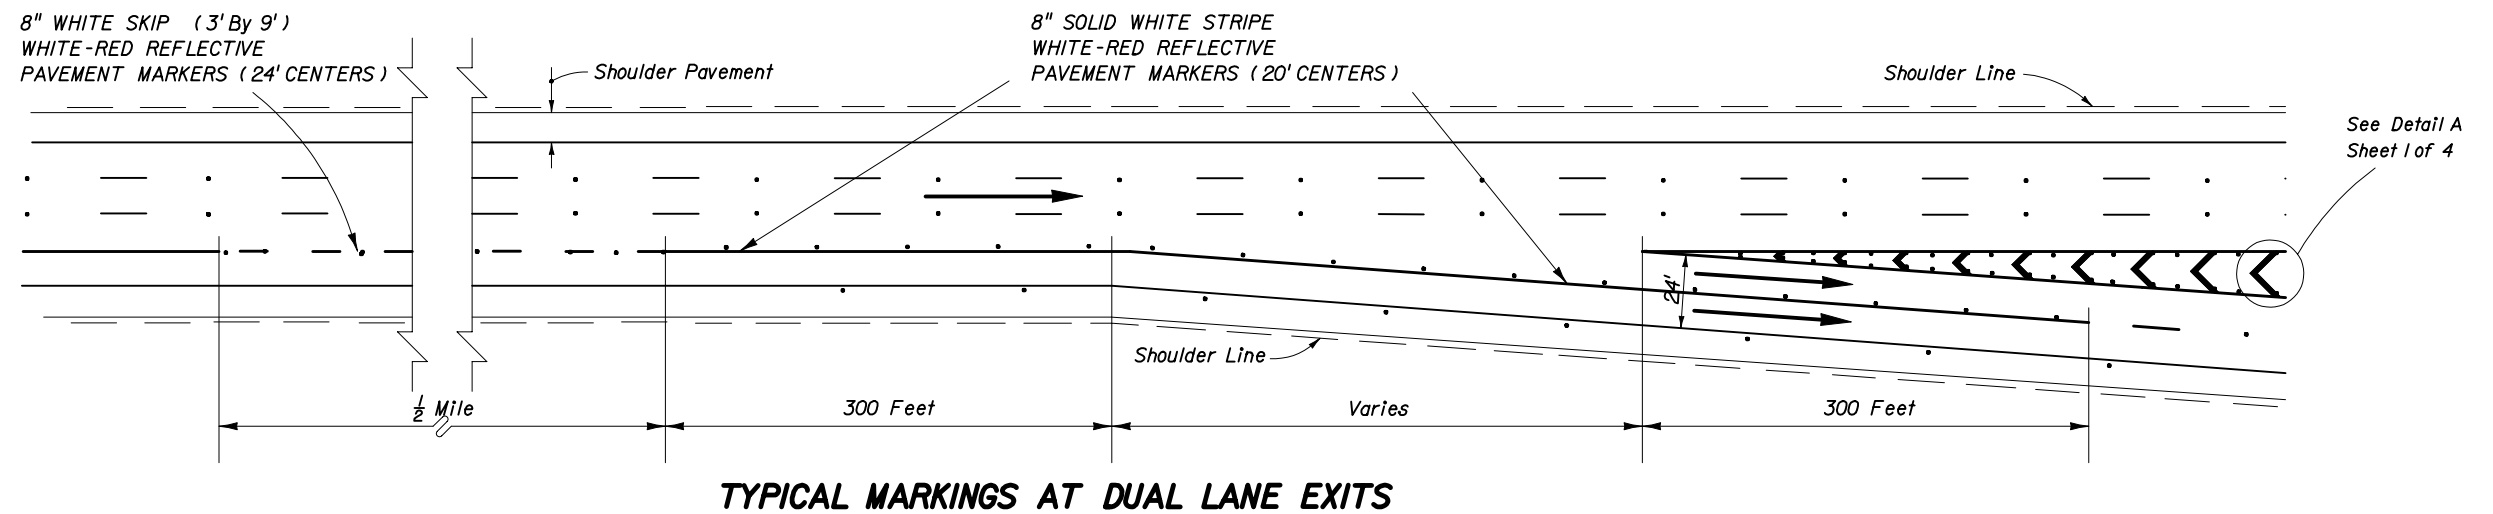 8" WHITE SKIP (3'By 9')
WHITE-RED REFLECTIVE
PAVEMENT MARKERS (24' CENTERS)
Shoulder Pavement
8" SOLID WHITE STRIPE
WHITE-RED REFLECTIVE
PAVEMENT MARKERS (20' CENTERS)
Shoulder Line
See Detail A
Sheet 1 of 4
24'
Shoulder Line
1/2 Mile
300 Feet
Varies
300 Feet
TYPICAL MARKINGS AT DUAL LANE EXITS